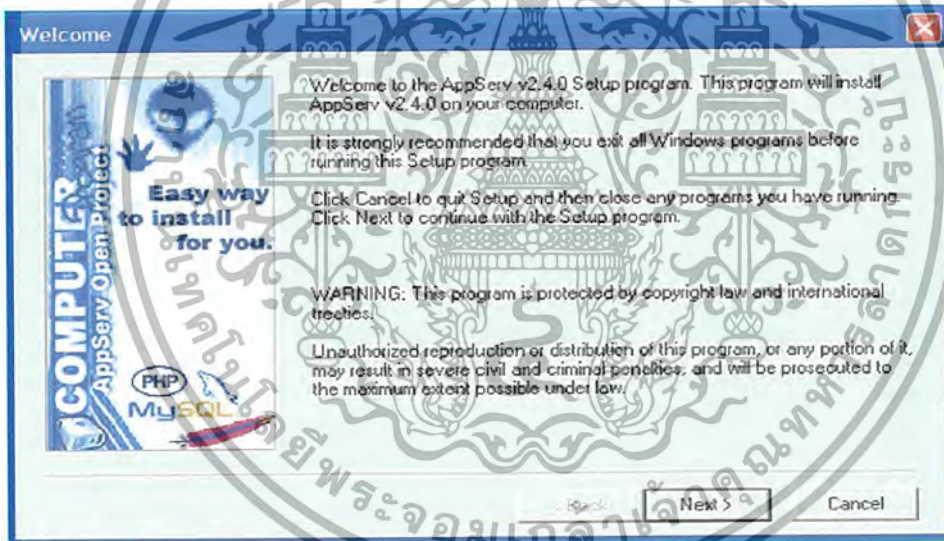 Welcome
COMPUTER
AppServ Open Project
Easy way
to install
for you.
PHP
MySQL
Welcome to the AppServ v2.4.0 Setup program. This program will install
AppServ v2.4.0 on your computer.
It is strongly recommended that you exit all Windows programs before
running this Setup program.
Click Cancel to quit Setup and then close any programs you have running.
Click Next to continue with the Setup program.
WARNING: This program is protected by copyright law and international
treaties.
Unauthorized reproduction or distribution of this program, or any portion of it,
may result in severe civil and criminal penalties, and will be prosecuted to
the maximum extent possible under law.
< Back
Next >
Cancel